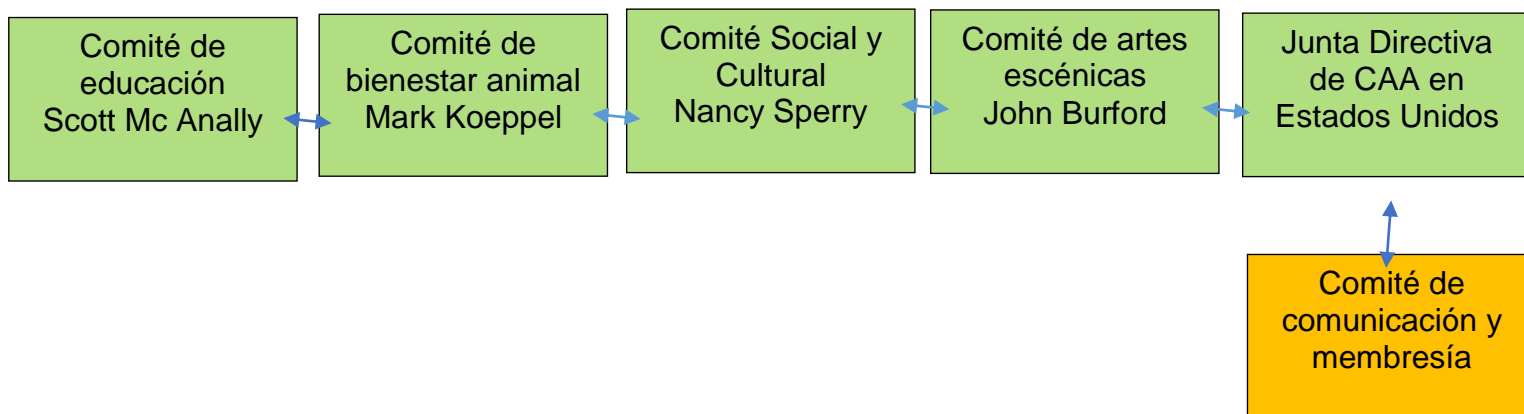 Comité de
educación
Scott Mc Anally
Comité de
bienestar animal
Mark Koeppel
Comité Social y
Cultural
Nancy Sperry
Comité de artes
escénicas
John Burford
Junta Directiva
de CAA en
Estados Unidos
Comité de
comunicación y
membresía